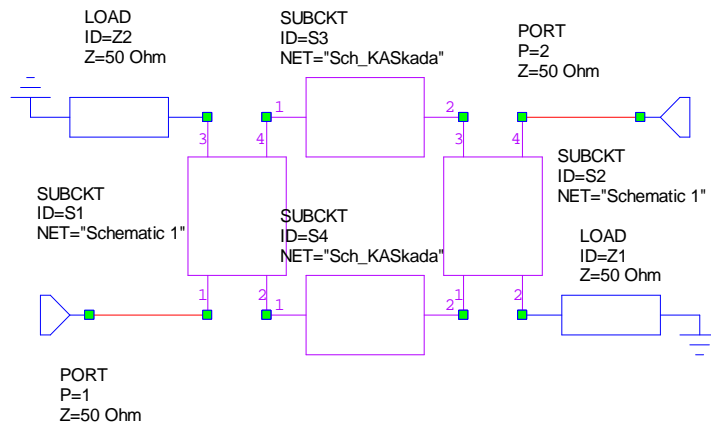 LOAD
ID=Z2
Z=50 Ohm
SUBCKT
ID=S3
NET="Sch_KASkada"
PORT
P=2
Z=50 Ohm
1
2
3
4
3
4
SUBCKT
ID=S1
NET="Schematic 1"
SUBCKT
ID=S4
NET="Sch_KASkada"
SUBCKT
ID=S2
NET="Schematic 1"
LOAD
ID=Z1
Z=50 Ohm
1
2
1
2
1
2
PORT
P=1
Z=50 Ohm